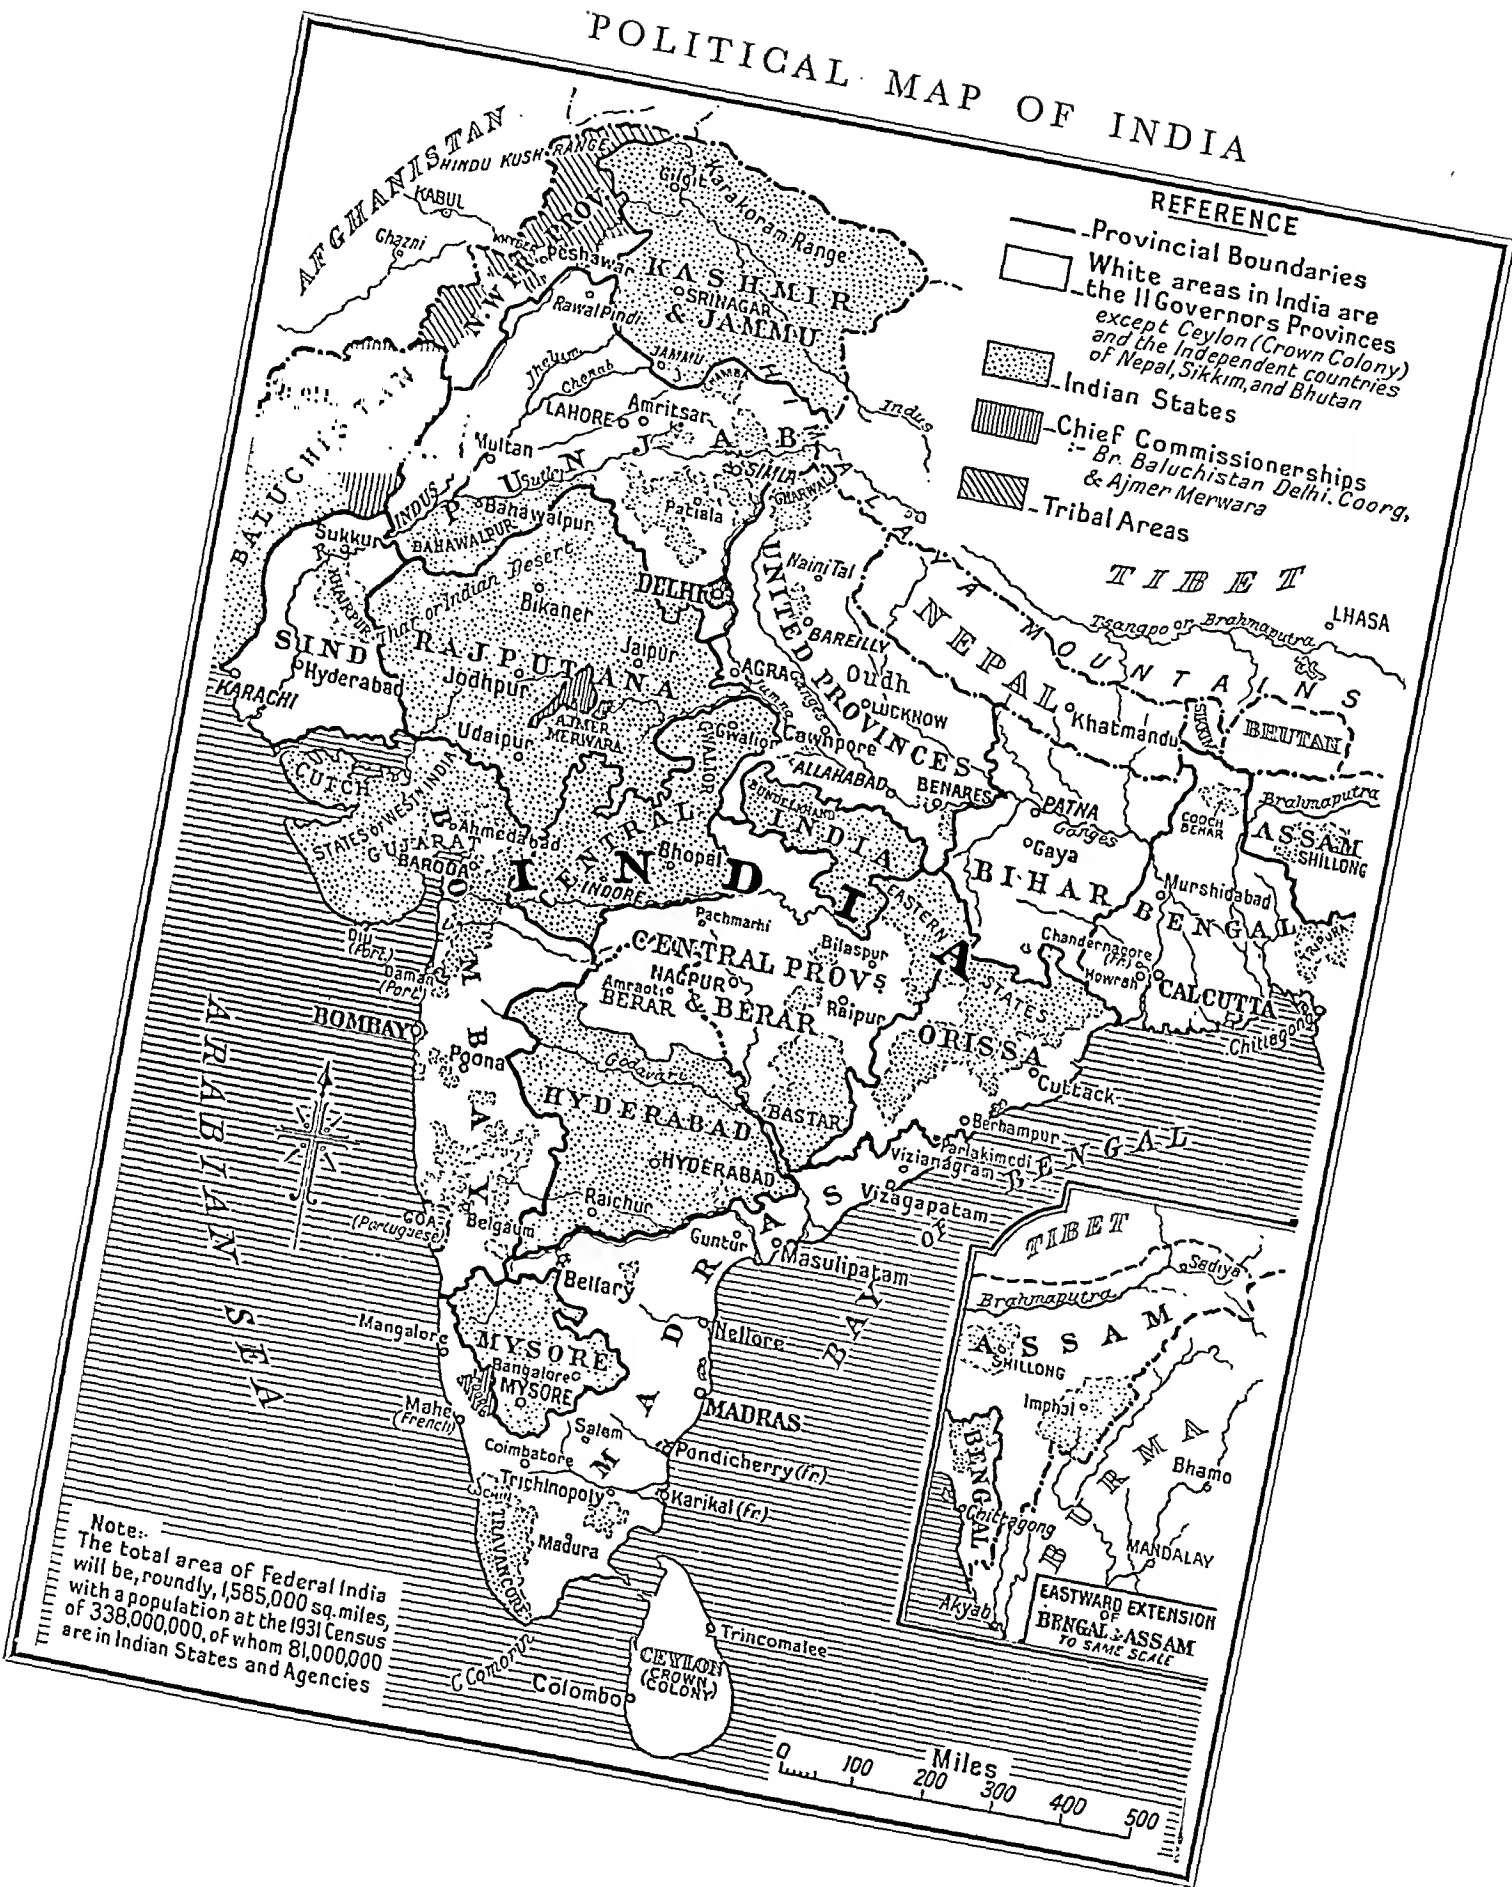 POLITICAL MAP OF INDIA
REFERENCE
Provincial Boundaries
White areas in India are
the 11 Governors Provinces
except Ceylon (Crown Colony)
and the Independent countries
of Nepal, Sikkim, and Bhutan
Indian States
Chief Commissionerships
:- Br. Baluchistan Delhi. Coorg,
& Ajmer Merwara
Tribal Areas
AFGHANISTAN
HINDU KUSH RANGE
KABUL
Ghazni
KHYBER
N.W.FR. PROV.
Peshawar
Gilgit
Karakoram Range
KASHMIR
SRINAGAR
& JAMMU
RawalPindi
JAMMU
CHAMBA
Jhelum
Chenab
LAHORE
Amritsar
Multan
PUNJAB
Sutlej
SIMLA
Indus
GHARWAL
Patiala
BALUCHISTAN
INDUS
Bahawalpur
BAHAWALPUR
Sukkur
R.
KHAIRPUR
SIND
Hyderabad
KARACHI
Thar or Indian Desert
Bikaner
RAJPUTANA
Jaipur
Jodhpur
AJMER
MERWARA
Udaipur
DELHI
NainiTal
UNITED PROVINCES
BAREILLY
Oudh
AGRA
Jumna
Ganges
LUCKNOW
Cawnpore
Gwalior
GWALIOR
ALLAHABAD
BENARES
HIMALAYA MOUNTAINS
TIBET
LHASA
Tsangpo or Brahmaputra
NEPAL
Khatmandu
SIKKIM
BHUTAN
CUTCH
STATES OF WEST INDIA
GUJARAT
Ahmedabad
BARODA
CENTRAL INDIA
BUNDELKHAND
Bhopal
INDORE
INDIA
PATNA
Ganges
Gaya
BIHAR
COOCH
BEHAR
Brahmaputra
ASSAM
SHILLONG
Murshidabad
BENGAL
TRIPURA
Chandernagore
(Fr.)
Howrah
CALCUTTA
Chittagong
EASTERN STATES
Diu
(Port.)
Daman
(Port.)
Pachmarhi
CENTRAL PROVS
& BERAR
Bilaspur
NAGPUR
Amraoti
BERAR
Raipur
ORISSA
Cuttack
BOMBAY
BOMBAY
Poona
Godavari
HYDERABAD
HYDERABAD
BASTAR
Berhampur
Parlakimedi
Vizianagram
Vizagapatam
Raichur
GOA
(Portuguese)
Belgaum
Guntur
Masulipatam
Bellary
MADRAS
Nellore
MYSORE
Bangalore
MYSORE
Mangalore
Mahe
(French)
MADRAS
Salem
Coimbatore
Pondicherry (Fr.)
Trichinopoly
Karikal (Fr.)
Madura
TRAVANCORE
C. Comorin
CEYLON
(CROWN
COLONY)
Trincomalee
Colombo
ARABIAN SEA
BAY OF BENGAL
TIBET
Sadiya
Brahmaputra
ASSAM
SHILLONG
Imphal
BENGAL
BURMA
Bhamo
Chittagong
MANDALAY
Akyab
EASTWARD EXTENSION
OF
BENGAL & ASSAM
TO SAME SCALE
Note:-
The total area of Federal India
will be, roundly, 1,585,000 sq. miles,
with a population at the 1931 Census
of 338,000,000, of whom 81,000,000
are in Indian States and Agencies
Miles
0 100 200 300 400 500